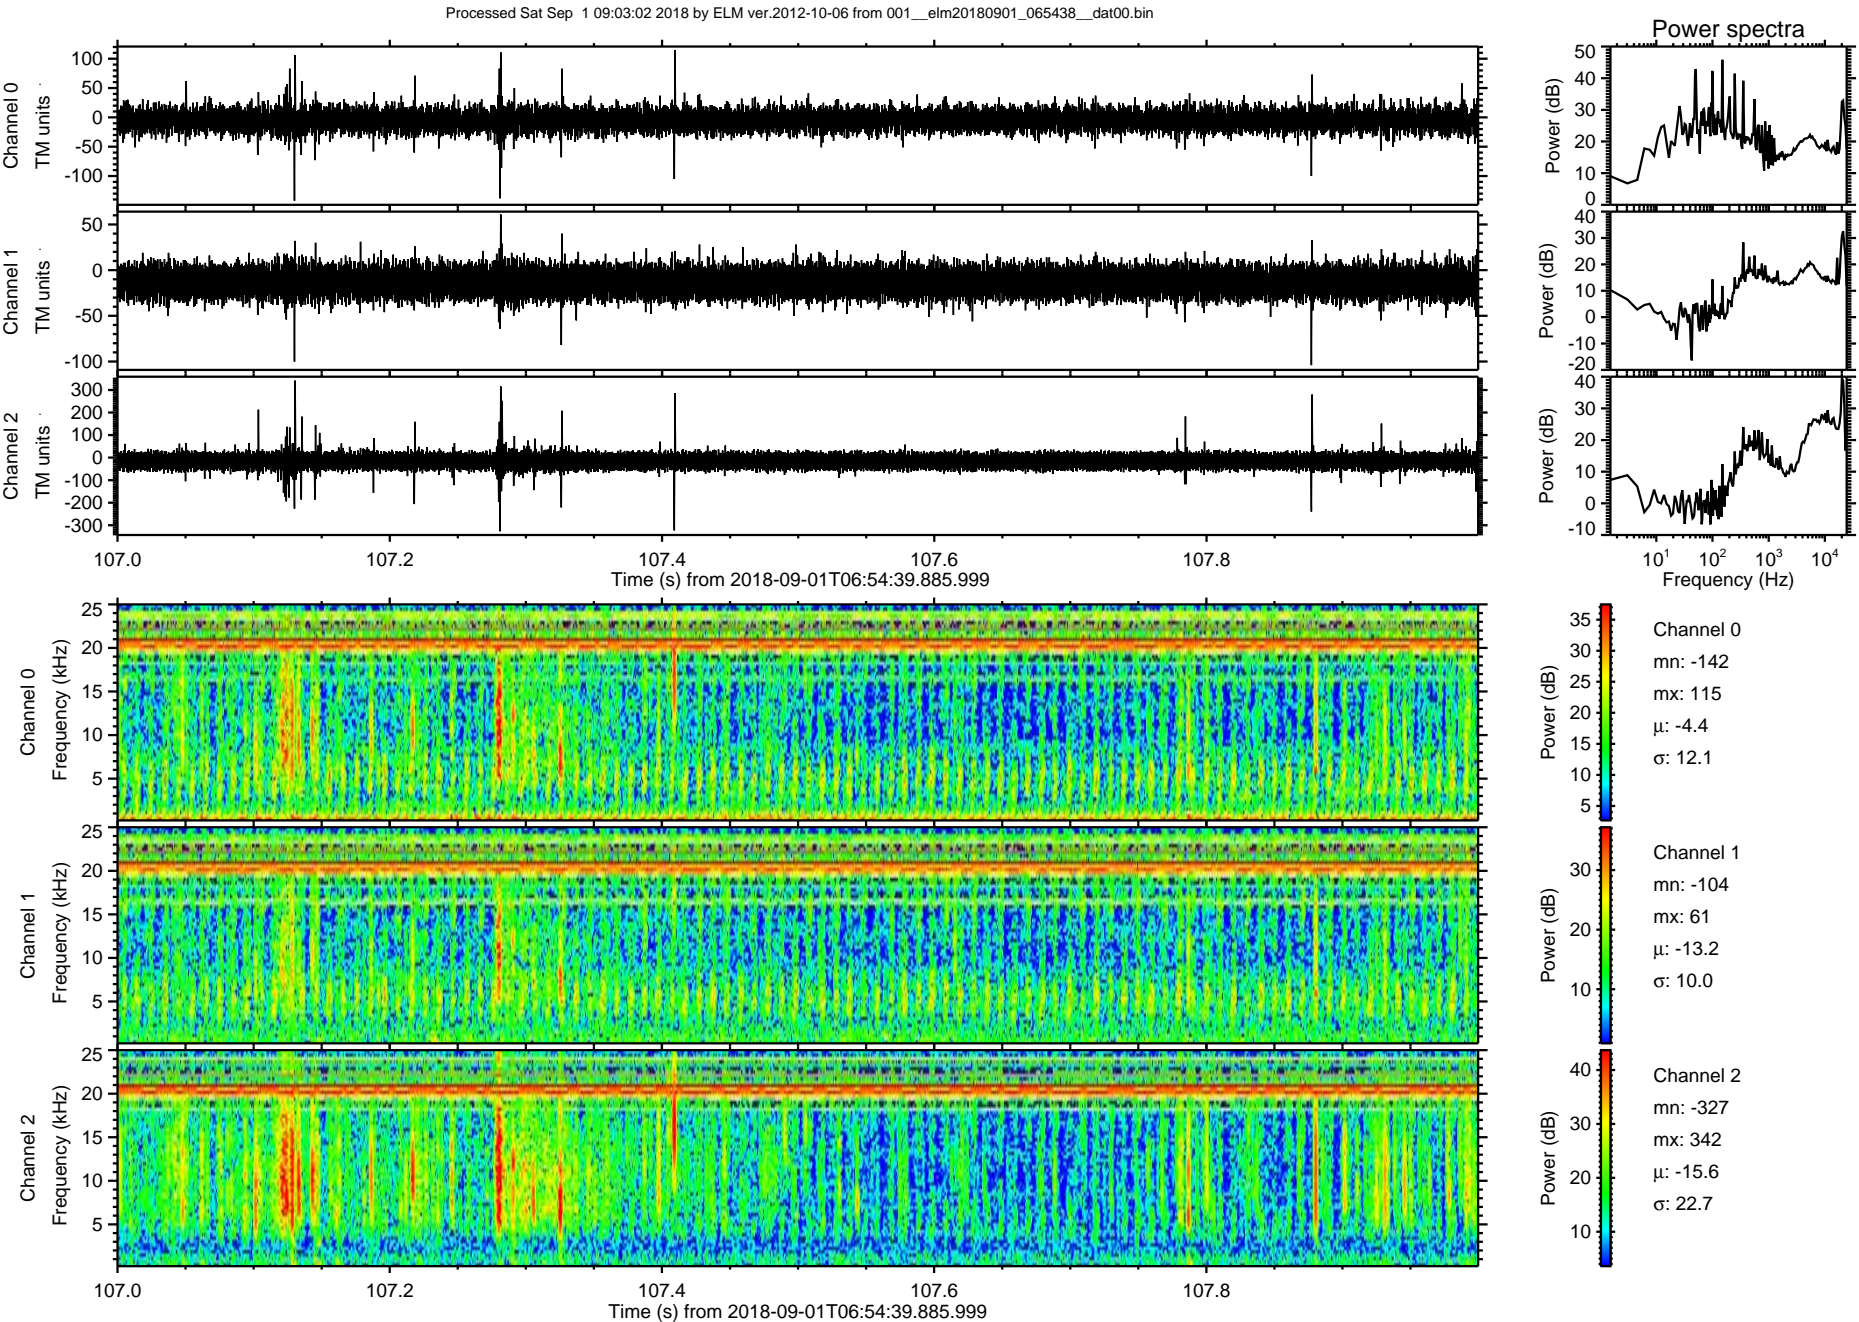 Processed Sat Sep 1 09:03:02 2018 by ELM ver.2012-10-06 from 001__elm20180901_065438__dat00.bin
Power spectra
Channel 0
TM units
100
50
0
-50
-100
Power (dB)
50
40
30
20
10
0
Channel 1
TM units
50
0
-50
-100
Power (dB)
40
30
20
10
0
-10
-20
Channel 2
TM units
300
200
100
0
-100
-200
-300
Power (dB)
40
30
20
10
0
-10
107.0 107.2 107.4 107.6 107.8
Time (s) from 2018-09-01T06:54:39.885.999
10¹ 10² 10³ 10⁴
Frequency (Hz)
Channel 0
Frequency (kHz)
25
20
15
10
5
Power (dB)
35
30
25
20
15
10
5
Channel 0
mn: -142
mx: 115
μ: -4.4
σ: 12.1
Channel 1
Frequency (kHz)
25
20
15
10
5
Power (dB)
30
20
10
Channel 1
mn: -104
mx: 61
μ: -13.2
σ: 10.0
Channel 2
Frequency (kHz)
25
20
15
10
5
Power (dB)
40
30
20
10
Channel 2
mn: -327
mx: 342
μ: -15.6
σ: 22.7
107.0 107.2 107.4 107.6 107.8
Time (s) from 2018-09-01T06:54:39.885.999